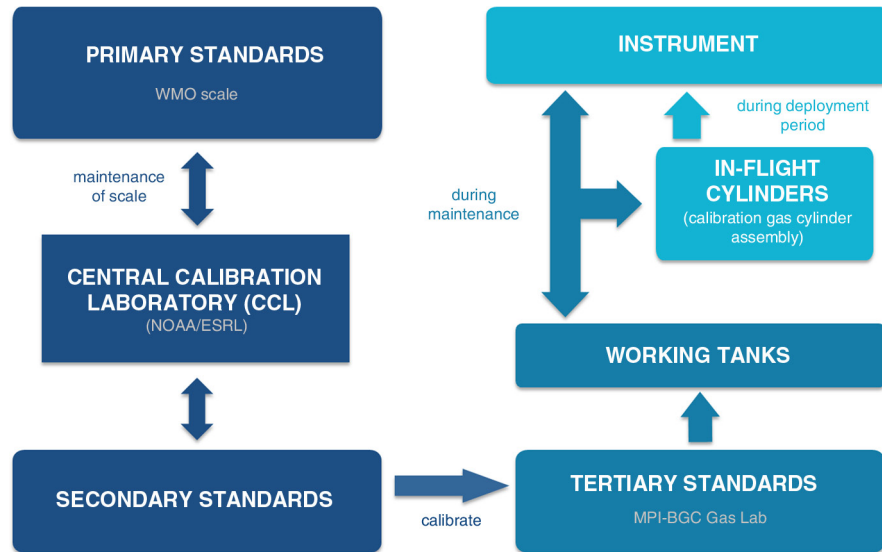 PRIMARY STANDARDS
WMO scale
maintenance
of scale
CENTRAL CALIBRATION
LABORATORY (CCL)
(NOAA/ESRL)
SECONDARY STANDARDS
calibrate
INSTRUMENT
during deployment
period
IN-FLIGHT
CYLINDERS
(calibration gas cylinder
assembly)
during
maintenance
WORKING TANKS
TERTIARY STANDARDS
MPI-BGC Gas Lab